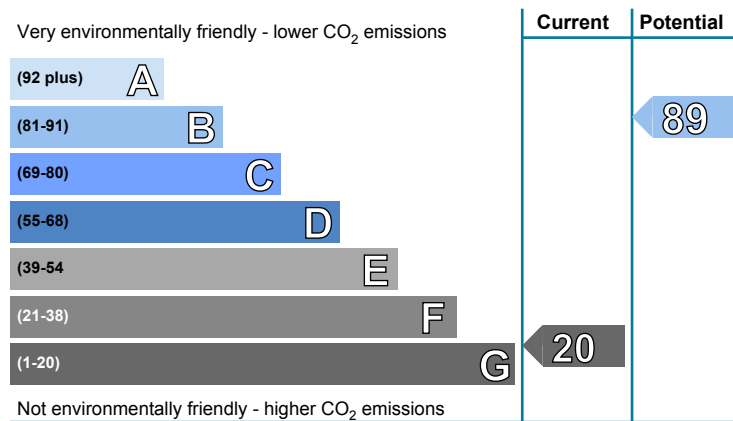 Very environmentally friendly - lower CO2 emissions
Current
Potential
(92 plus) A
(81-91) B
89
(69-80) C
(55-68) D
(39-54 E
(21-38) F
(1-20) G
20
Not environmentally friendly - higher CO2 emissions